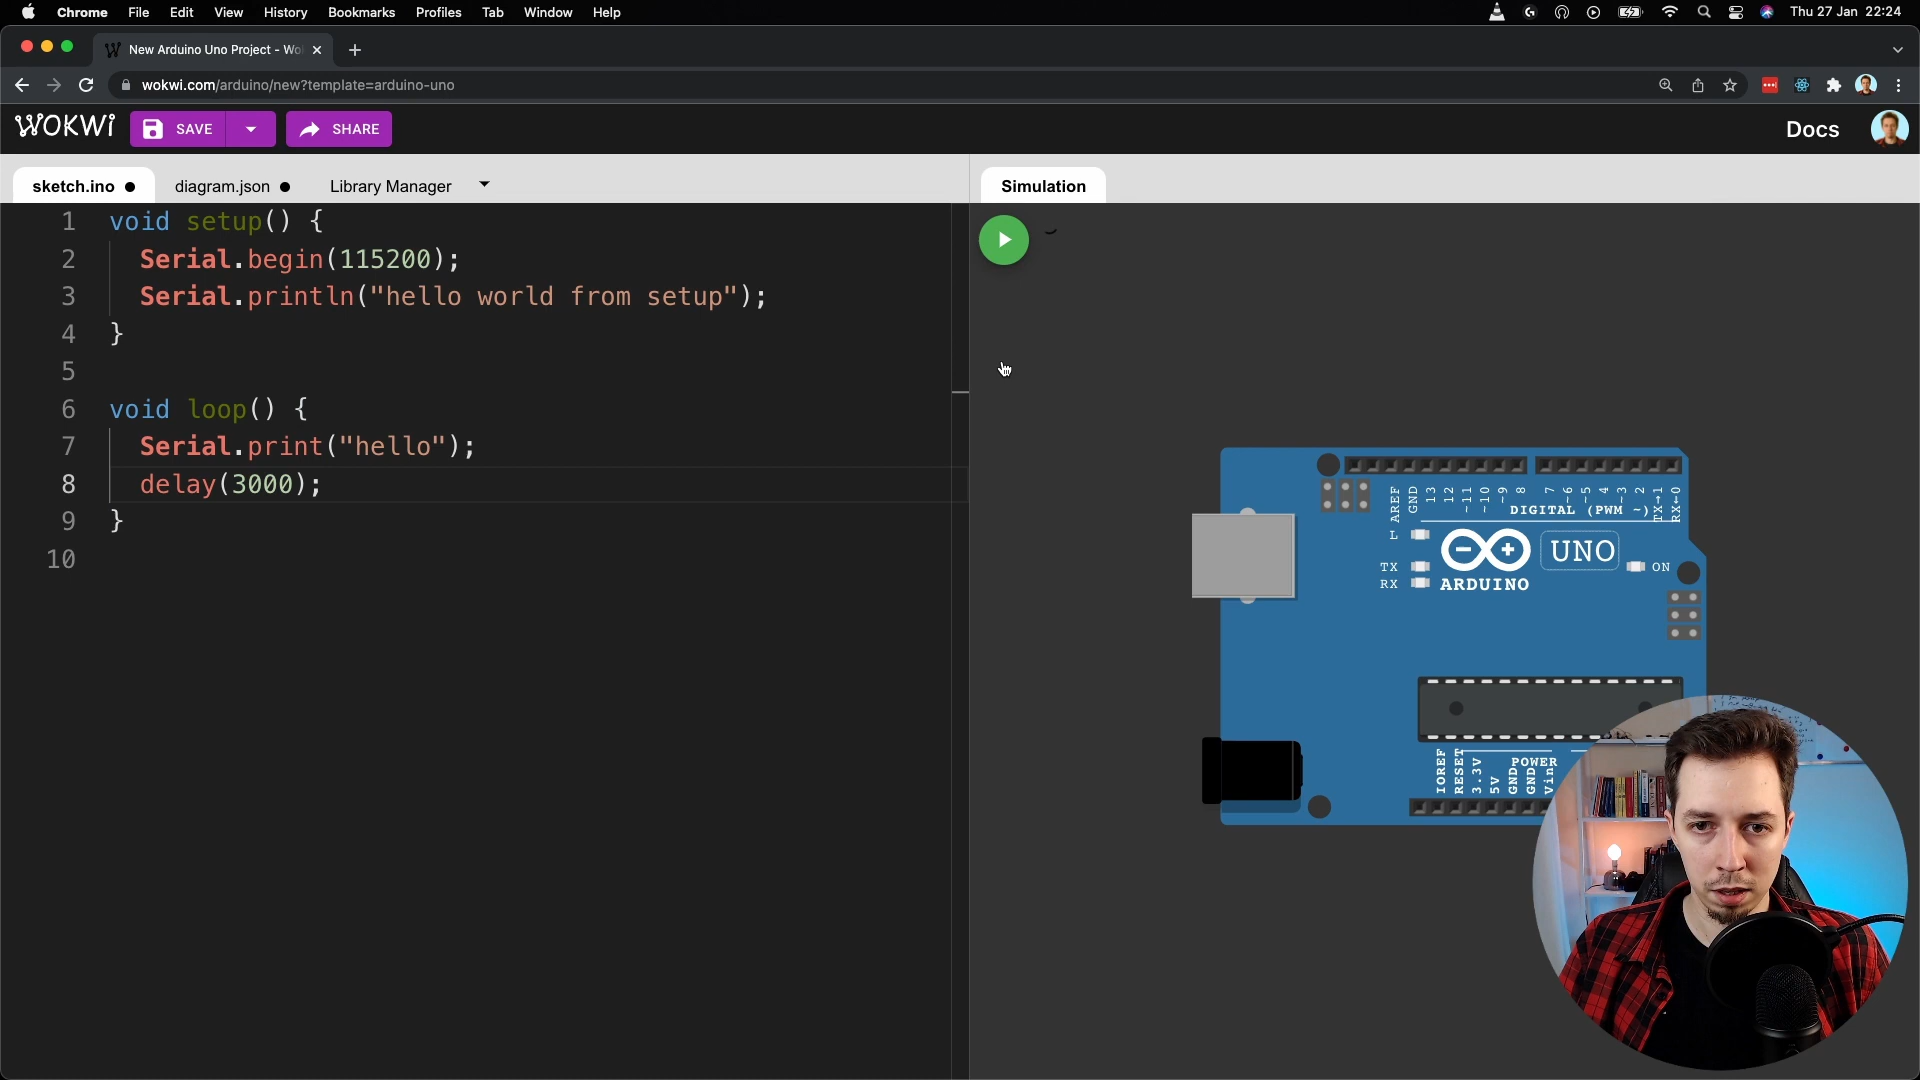 Chrome File Edit View History Bookmarks Profiles Tab Window Help Thu 27 Jan 22:24
New Arduino Uno Project - Wo
wokwi.com/arduino/new?template=arduino-uno
WOKWi SAVE SHARE Docs
sketch.ino diagram.json Library Manager Simulation
1 void setup() {
2 Serial.begin(115200);
3 Serial.println("hello world from setup");
4 }
5
6 void loop() {
7 Serial.print("hello");
8 delay(3000);
9 }
10
AREF GND 13 12 ~11 ~10 ~9 8 7 ~6 ~5 4 ~3 2 TX→1 RX←0
DIGITAL (PWM ~)
L
UNO
TX ON
RX ARDUINO
IOREF RESET 3.3V 5V GND GND Vin
POWER